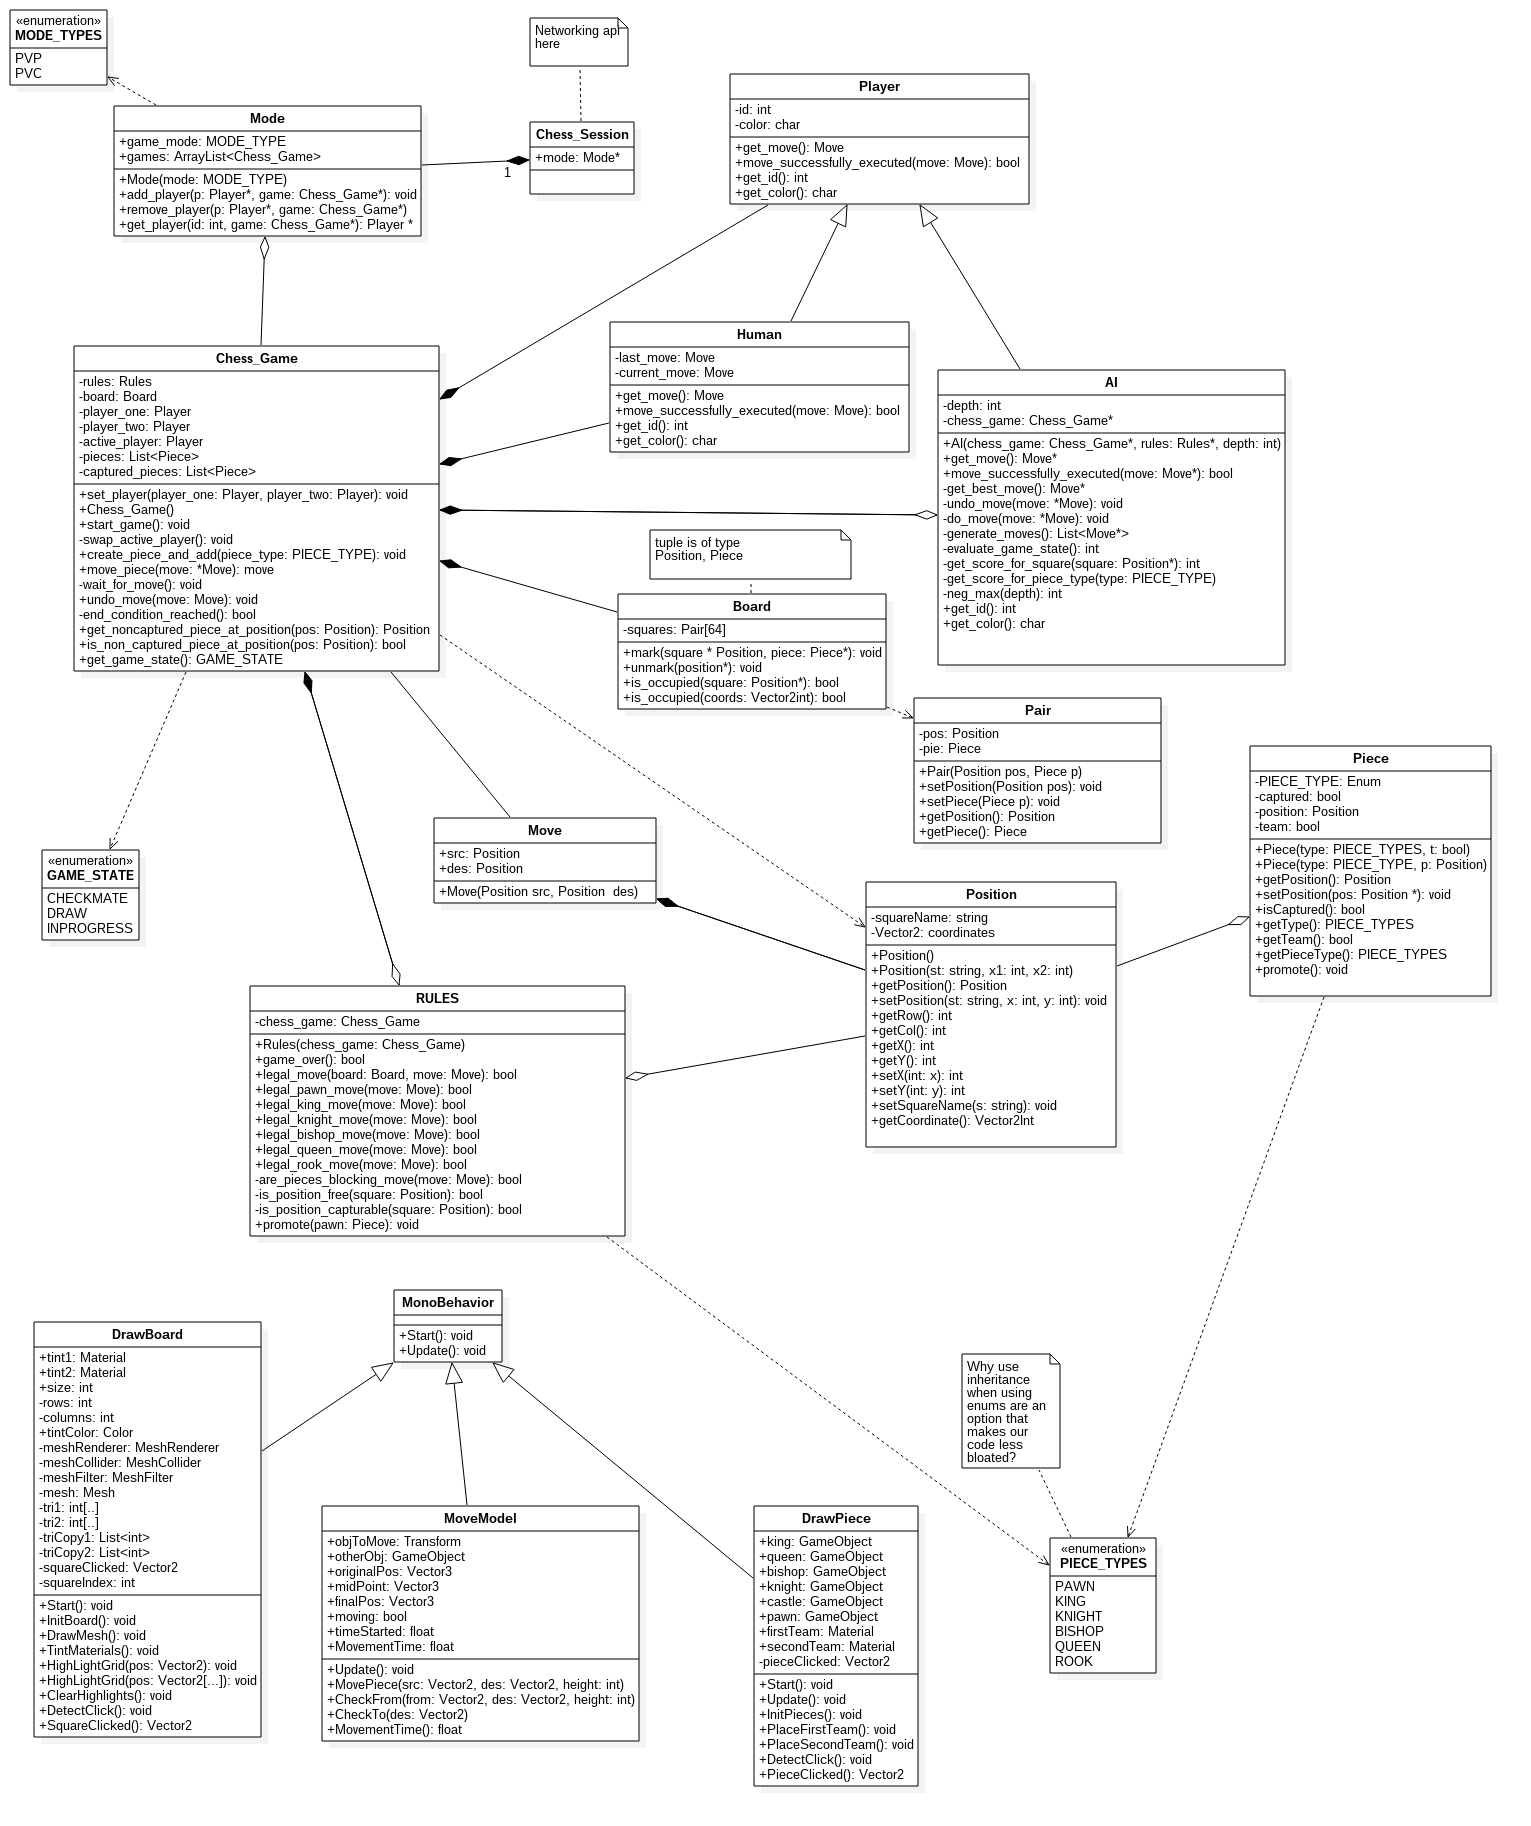 «enumeration»
MODE_TYPES
PVP
PVC
Networking api
here
Mode
+game_mode: MODE_TYPE
+games: ArrayList<Chess_Game>
+Mode(mode: MODE_TYPE)
+add_player(p: Player*, game: Chess_Game*): void
+remove_player(p: Player*, game: Chess_Game*)
+get_player(id: int, game: Chess_Game*): Player *
Chess_Session
+mode: Mode*
1
Player
-id: int
-color: char
+get_move(): Move
+move_successfully_executed(move: Move): bool
+get_id(): int
+get_color(): char
Human
-last_move: Move
-current_move: Move
+get_move(): Move
+move_successfully_executed(move: Move): bool
+get_id(): int
+get_color(): char
Chess_Game
-rules: Rules
-board: Board
-player_one: Player
-player_two: Player
-active_player: Player
-pieces: List<Piece>
-captured_pieces: List<Piece>
+set_player(player_one: Player, player_two: Player): void
+Chess_Game()
+start_game(): void
-swap_active_player(): void
+create_piece_and_add(piece_type: PIECE_TYPE): void
+move_piece(move: *Move): move
-wait_for_move(): void
+undo_move(move: Move): void
-end_condition_reached(): bool
+get_noncaptured_piece_at_position(pos: Position): Position
+is_non_captured_piece_at_position(pos: Position): bool
+get_game_state(): GAME_STATE
AI
-depth: int
-chess_game: Chess_Game*
+AI(chess_game: Chess_Game*, rules: Rules*, depth: int)
+get_move(): Move*
+move_successfully_executed(move: Move*): bool
-get_best_move(): Move*
-undo_move(move: *Move): void
-do_move(move: *Move): void
-generate_moves(): List<Move*>
-evaluate_game_state(): int
-get_score_for_square(square: Position*): int
-get_score_for_piece_type(type: PIECE_TYPE)
-neg_max(depth): int
+get_id(): int
+get_color(): char
tuple is of type
Position, Piece
Board
-squares: Pair[64]
+mark(square * Position, piece: Piece*): void
+unmark(position*): void
+is_occupied(square: Position*): bool
+is_occupied(coords: Vector2int): bool
Pair
-pos: Position
-pie: Piece
+Pair(Position pos, Piece p)
+setPosition(Position pos): void
+setPiece(Piece p): void
+getPosition(): Position
+getPiece(): Piece
Piece
-PIECE_TYPE: Enum
-captured: bool
-position: Position
-team: bool
+Piece(type: PIECE_TYPES, t: bool)
+Piece(type: PIECE_TYPE, p: Position)
+getPosition(): Position
+setPosition(pos: Position *): void
+isCaptured(): bool
+getType(): PIECE_TYPES
+getTeam(): bool
+getPieceType(): PIECE_TYPES
+promote(): void
«enumeration»
GAME_STATE
CHECKMATE
DRAW
INPROGRESS
Move
+src: Position
+des: Position
+Move(Position src, Position  des)
Position
-squareName: string
-Vector2: coordinates
+Position()
+Position(st: string, x1: int, x2: int)
+getPosition(): Position
+setPosition(st: string, x: int, y: int): void
+getRow(): int
+getCol(): int
+getX(): int
+getY(): int
+setX(int: x): int
+setY(int: y): int
+setSquareName(s: string): void
+getCoordinate(): Vector2Int
RULES
-chess_game: Chess_Game
+Rules(chess_game: Chess_Game)
+game_over(): bool
+legal_move(board: Board, move: Move): bool
+legal_pawn_move(move: Move): bool
+legal_king_move(move: Move): bool
+legal_knight_move(move: Move): bool
+legal_bishop_move(move: Move): bool
+legal_queen_move(move: Move): bool
+legal_rook_move(move: Move): bool
-are_pieces_blocking_move(move: Move): bool
-is_position_free(square: Position): bool
-is_position_capturable(square: Position): bool
+promote(pawn: Piece): void
MonoBehavior
+Start(): void
+Update(): void
DrawBoard
+tint1: Material
+tint2: Material
+size: int
-rows: int
-columns: int
+tintColor: Color
-meshRenderer: MeshRenderer
-meshCollider: MeshCollider
-meshFilter: MeshFilter
-mesh: Mesh
-tri1: int[..]
-tri2: int[..]
-triCopy1: List<int>
-triCopy2: List<int>
-squareClicked: Vector2
-squareIndex: int
+Start(): void
+InitBoard(): void
+DrawMesh(): void
+TintMaterials(): void
+HighLightGrid(pos: Vector2): void
+HighLightGrid(pos: Vector2[...]): void
+ClearHighlights(): void
+DetectClick(): void
+SquareClicked(): Vector2
MoveModel
+objToMove: Transform
+otherObj: GameObject
+originalPos: Vector3
+midPoint: Vector3
+finalPos: Vector3
+moving: bool
+timeStarted: float
+MovementTime: float
+Update(): void
+MovePiece(src: Vector2, des: Vector2, height: int)
+CheckFrom(from: Vector2, des: Vector2, height: int)
+CheckTo(des: Vector2)
+MovementTime(): float
DrawPiece
+king: GameObject
+queen: GameObject
+bishop: GameObject
+knight: GameObject
+castle: GameObject
+pawn: GameObject
+firstTeam: Material
+secondTeam: Material
-pieceClicked: Vector2
+Start(): void
+Update(): void
+InitPieces(): void
+PlaceFirstTeam(): void
+PlaceSecondTeam(): void
+DetectClick(): void
+PieceClicked(): Vector2
Why use
inheritance
when using
enums are an
option that
makes our
code less
bloated?
«enumeration»
PIECE_TYPES
PAWN
KING
KNIGHT
BISHOP
QUEEN
ROOK